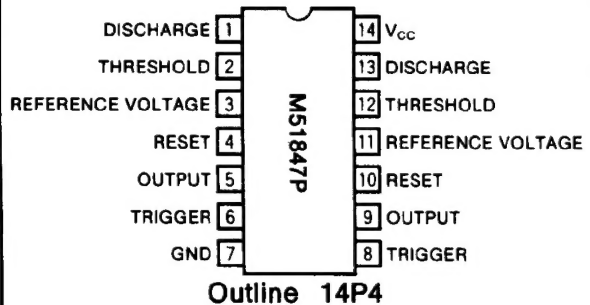 DISCHARGE 1 14 Vcc
THRESHOLD 2 13 DISCHARGE
REFERENCE VOLTAGE 3 12 THRESHOLD
RESET 4 11 REFERENCE VOLTAGE
OUTPUT 5 10 RESET
TRIGGER 6 9 OUTPUT
GND 7 8 TRIGGER
M51847P
Outline 14P4